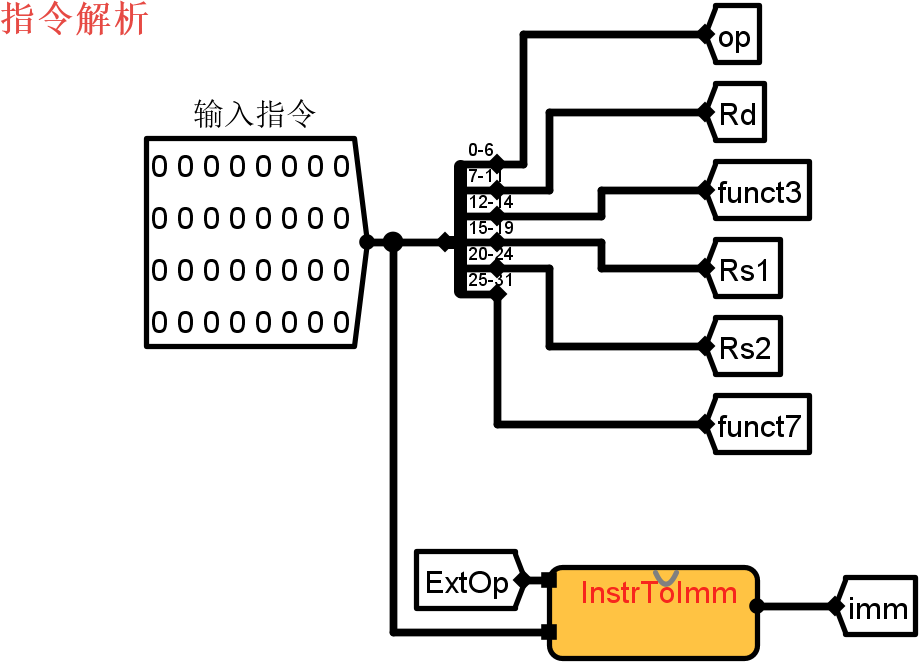 指令解析
op
输入指令
Rd
0 0 0 0 0 0 0 0
0 0 0 0 0 0 0 0
0 0 0 0 0 0 0 0
0 0 0 0 0 0 0 0
0-6
7-11
12-14
15-19
20-24
25-31
funct3
Rs1
Rs2
funct7
ExtOp
InstrToImm
imm